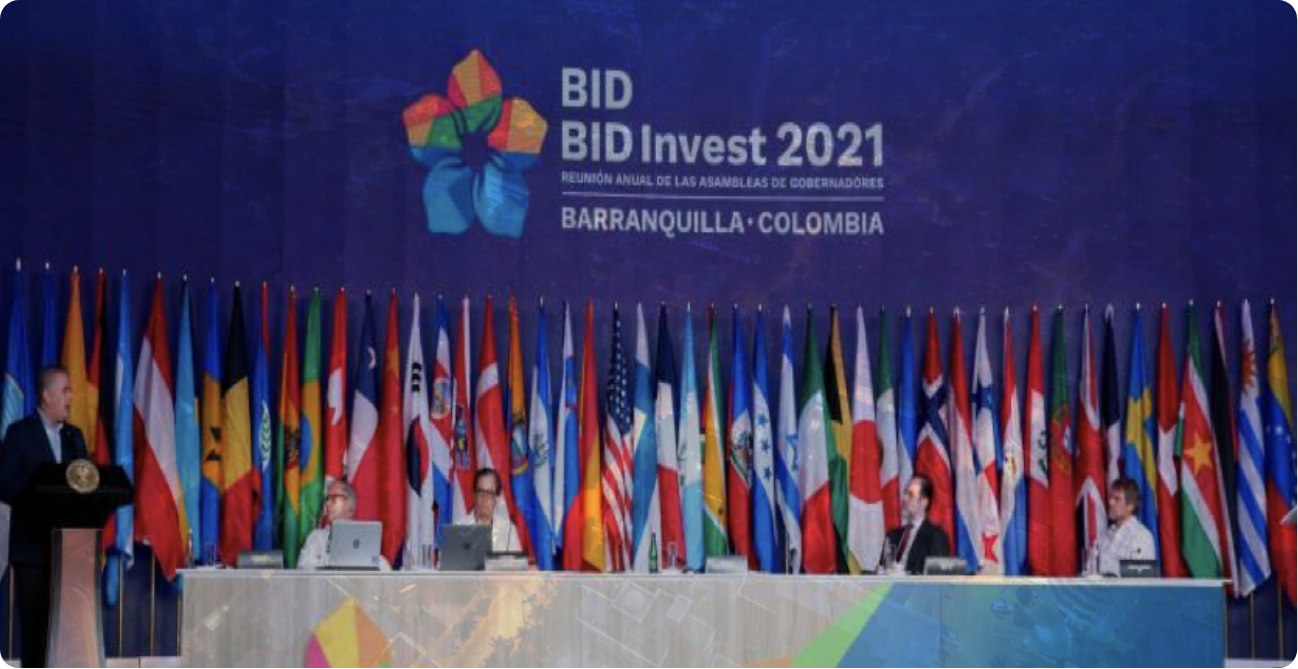 BID
BID Invest 2021
REUNIÓN ANUAL DE LAS ASAMBLEAS DE GOBERNADORES
BARRANQUILLA·COLOMBIA